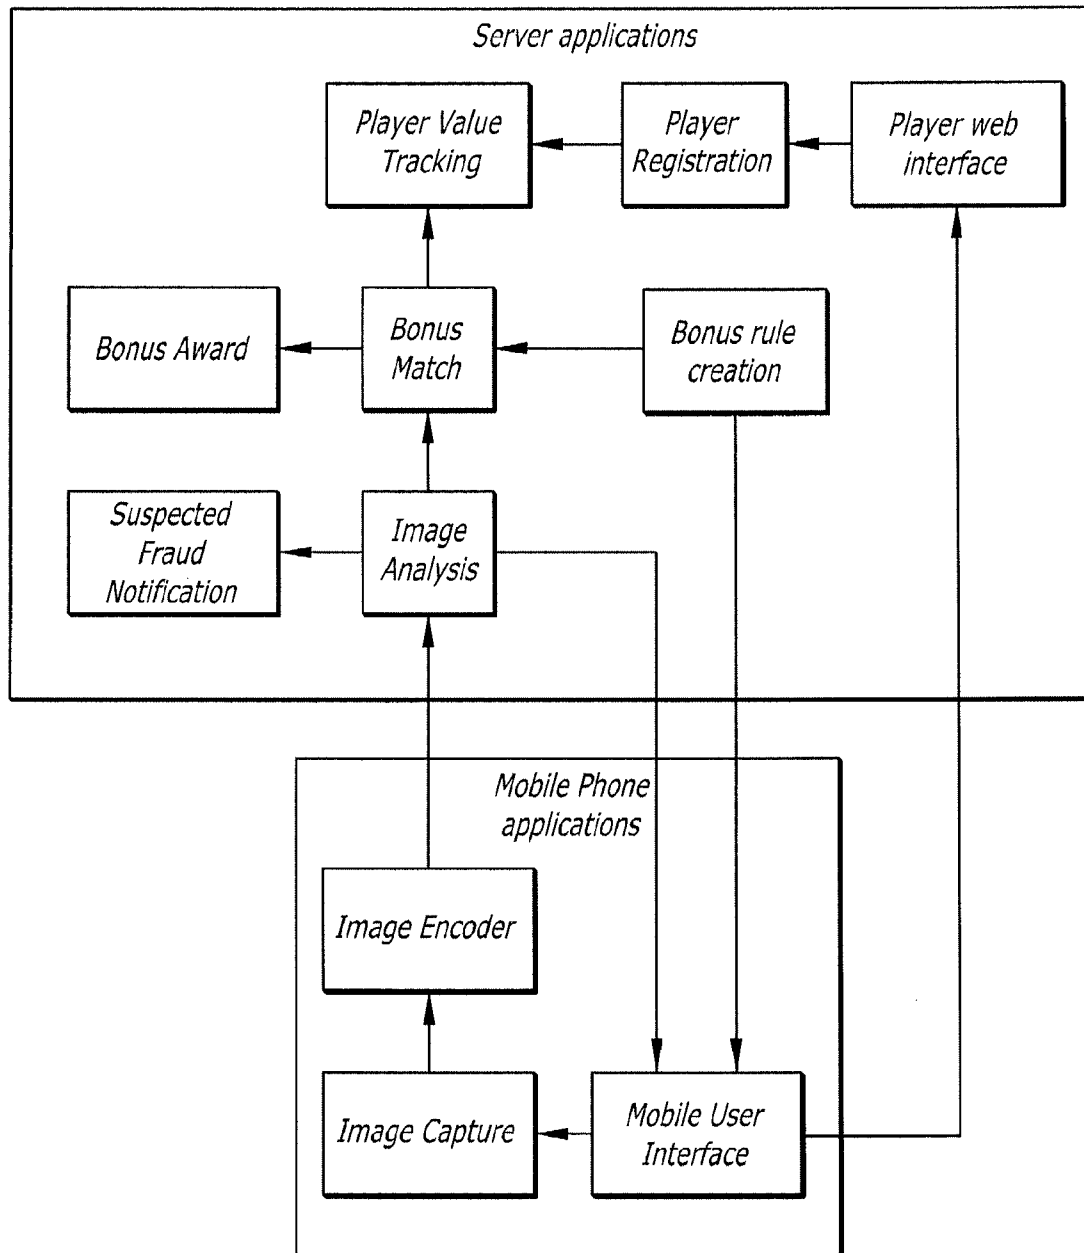 Server applications
Player Value
Tracking
Player
Registration
Player web
interface
Bonus Award
Bonus
Match
Bonus rule
creation
Suspected
Fraud
Notification
Image
Analysis
Mobile Phone
applications
Image Encoder
Image Capture
Mobile User
Interface